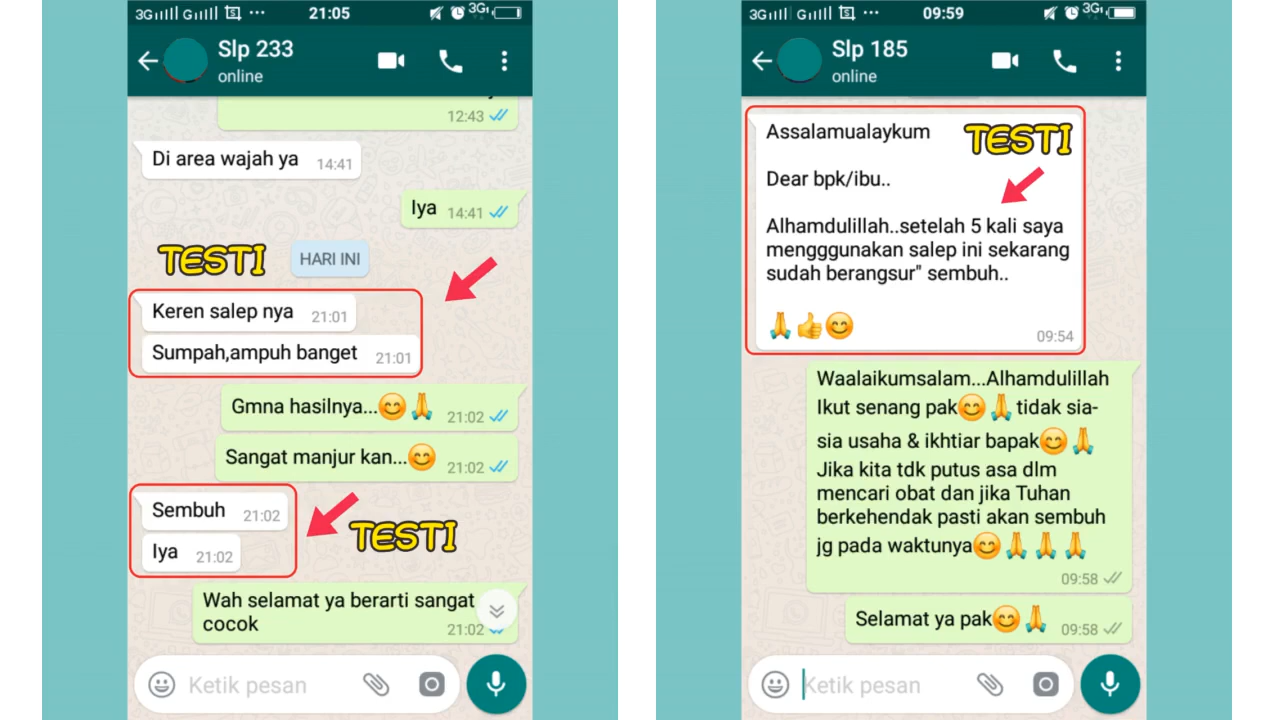 3G G 21:05 3G
Slp 233
online
12:43
Di area wajah ya 14:41
Iya 14:41
TESTI HARI INI
Keren salep nya 21:01
Sumpah,ampuh banget 21:01
Gmna hasilnya...😊🙏 21:02
Sangat manjur kan...😊 21:02
Sembuh 21:02
Iya 21:02
TESTI
Wah selamat ya berarti sangat
cocok 21:02
Ketik pesan
3G G 09:59 3G
Slp 185
online
Assalamualaykum TESTI
Dear bpk/ibu..
Alhamdulillah..setelah 5 kali saya
mengggunakan salep ini sekarang
sudah berangsur" sembuh..
🙏👍😊
09:54
Waalaikumsalam...Alhamdulillah
Ikut senang pak😊🙏tidak sia-
sia usaha & ikhtiar bapak😊🙏
Jika kita tdk putus asa dlm
mencari obat dan jika Tuhan
berkehendak pasti akan sembuh
jg pada waktunya😊🙏🙏🙏
09:58
Selamat ya pak😊🙏 09:58
Ketik pesan